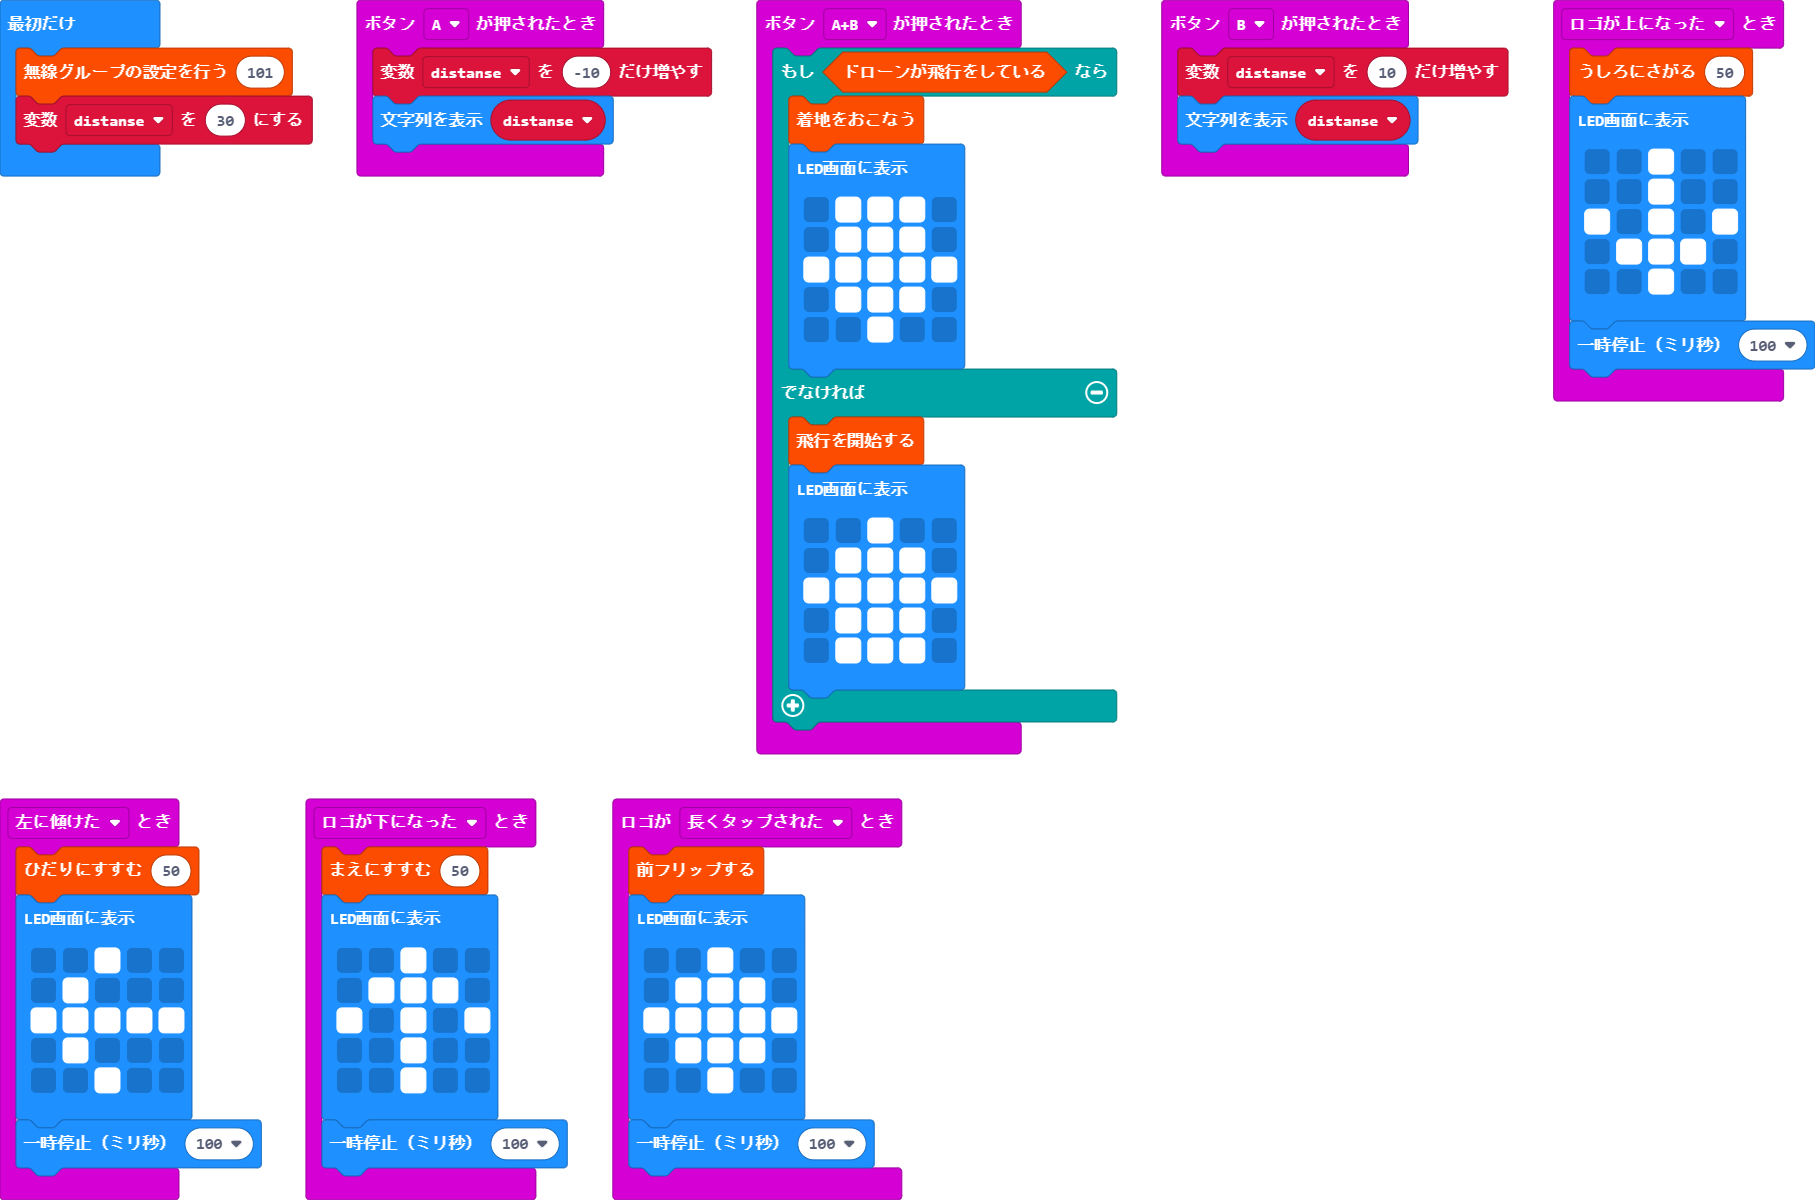 最初だけ
無線グループの設定を行う 101
変数 distanse を 30 にする
ボタン A が押されたとき
変数 distanse を -10 だけ増やす
文字列を表示 distanse
ボタン A+B が押されたとき
もし ドローンが飛行をしている なら
着地をおこなう
LED画面に表示
でなければ
飛行を開始する
LED画面に表示
ボタン B が押されたとき
変数 distanse を 10 だけ増やす
文字列を表示 distanse
ロゴが上になった とき
うしろにさがる 50
LED画面に表示
一時停止（ミリ秒） 100
左に傾けた とき
ひだりにすすむ 50
LED画面に表示
一時停止（ミリ秒） 100
ロゴが下になった とき
まえにすすむ 50
LED画面に表示
一時停止（ミリ秒） 100
ロゴが 長くタップされた とき
前フリップする
LED画面に表示
一時停止（ミリ秒） 100